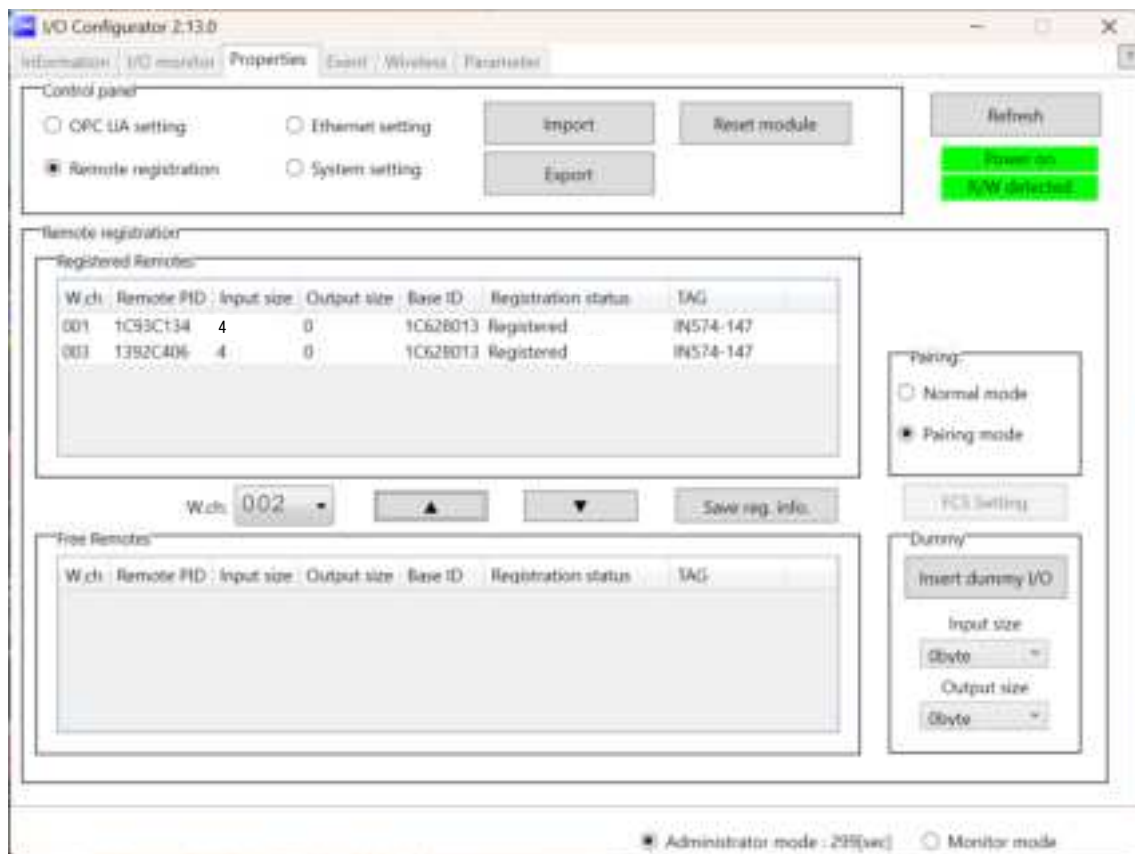 I/O Configurator 2.13.0
Information I/O monitor Properties Event Wireless Parameter
Control panel
OPC UA setting Ethernet setting Import Reset module Refresh
Remote registration System setting Export Power on
R/W detected
Remote registration
Registered Remotes
W.ch Remote PID Input size Output size Base ID Registration status TAG
001 1C93C134 4 0 1C628013 Registered IN574-147
003 1392C406 4 0 1C628013 Registered IN574-147
Pairing
Normal mode
Pairing mode
W.ch 002 ▲ ▼ Save reg. info. FCS Setting
Free Remotes
W.ch Remote PID Input size Output size Base ID Registration status TAG
Dummy
Insert dummy I/O
Input size
0byte
Output size
0byte
Administrator mode : 299[sec] Monitor mode